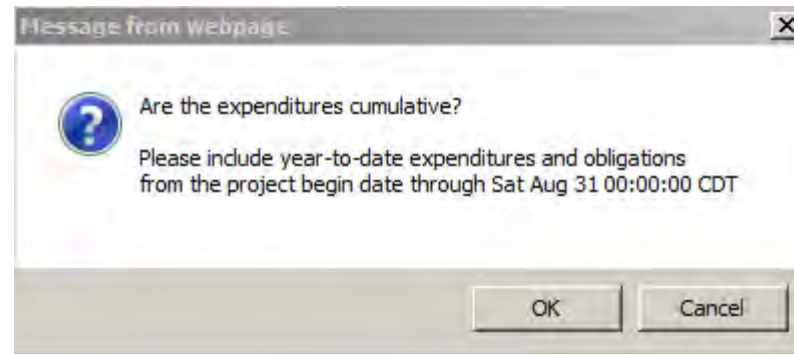 Message from webpage
Are the expenditures cumulative?
Please include year-to-date expenditures and obligations
from the project begin date through Sat Aug 31 00:00:00 CDT
OK Cancel